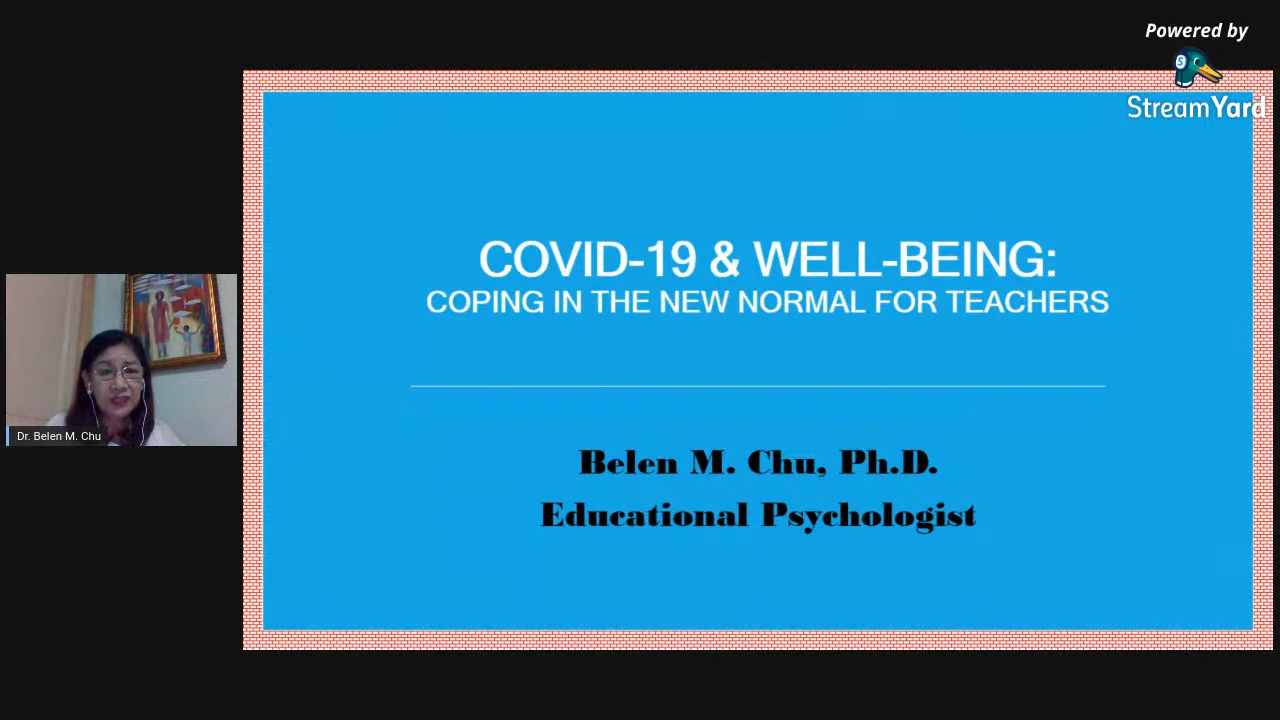 Powered by
StreamYard
COVID-19 & WELL-BEING:
COPING IN THE NEW NORMAL FOR TEACHERS
Belen M. Chu, Ph.D.
Educational Psychologist
Dr. Belen M. Chu